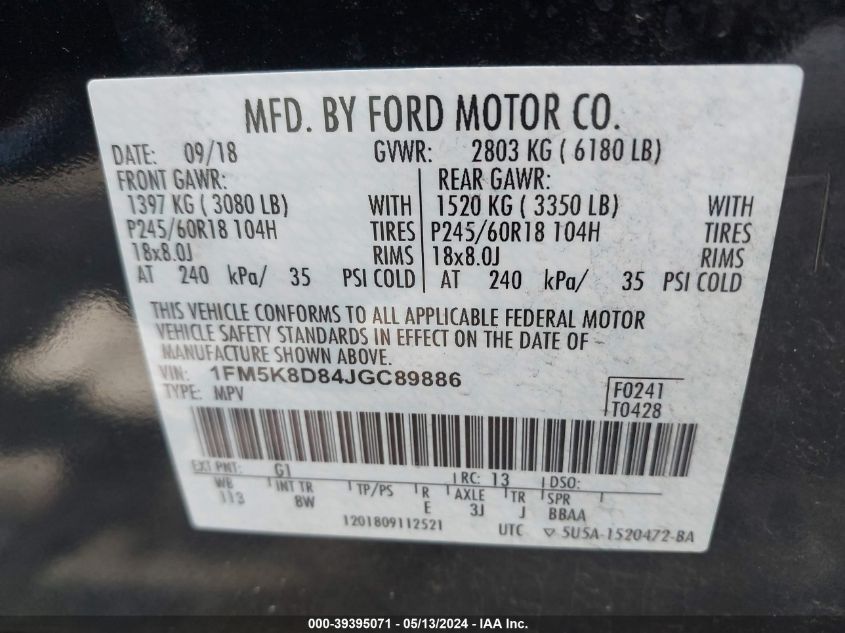 MFD. BY FORD MOTOR CO.
DATE: 09/18 GVWR: 2803 KG ( 6180 LB)
FRONT GAWR: REAR GAWR:
1397 KG ( 3080 LB) WITH 1520 KG ( 3350 LB) WITH
P245/60R18 104H TIRES P245/60R18 104H TIRES
18x8.0J RIMS 18x8.0J RIMS
AT 240 kPa/ 35 PSI COLD AT 240 kPa/ 35 PSI COLD
THIS VEHICLE CONFORMS TO ALL APPLICABLE FEDERAL MOTOR
VEHICLE SAFETY STANDARDS IN EFFECT ON THE DATE OF
MANUFACTURE SHOWN ABOVE.
VIN: 1FM5K8D84JGC89886
TYPE: MPV
F0241
T0428
EXT PNT: G1 RC: 13 DSO:
WB INT TR TP/PS R AXLE TR SPR
113 8W E 3J J BBAA
1201809112521 UTC ▽ 5U5A-1520472-BA
000-39395071 - 05/13/2024 - IAA Inc.